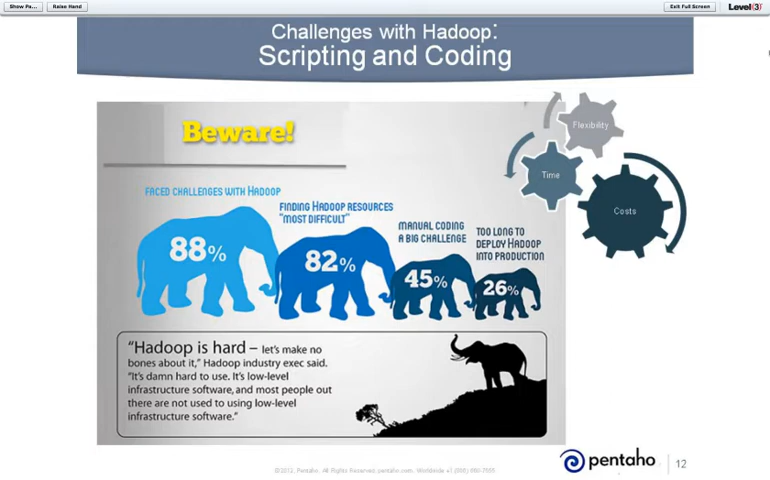 Show Pa...
Raise Hand
Exit Full Screen
Level(3)
Challenges with Hadoop:
Scripting and Coding
Beware!
Flexibility
Time
Costs
FACED CHALLENGES WITH HADOOP
88%
FINDING HADOOP RESOURCES
"MOST DIFFICULT"
82%
MANUAL CODING
A BIG CHALLENGE
45%
TOO LONG TO
DEPLOY HADOOP
INTO PRODUCTION
26%
“Hadoop is hard – let’s make no
bones about it,” Hadoop industry exec said.
“It’s damn hard to use. It’s low-level
infrastructure software, and most people out
there are not used to using low-level
infrastructure software.”
pentaho
12